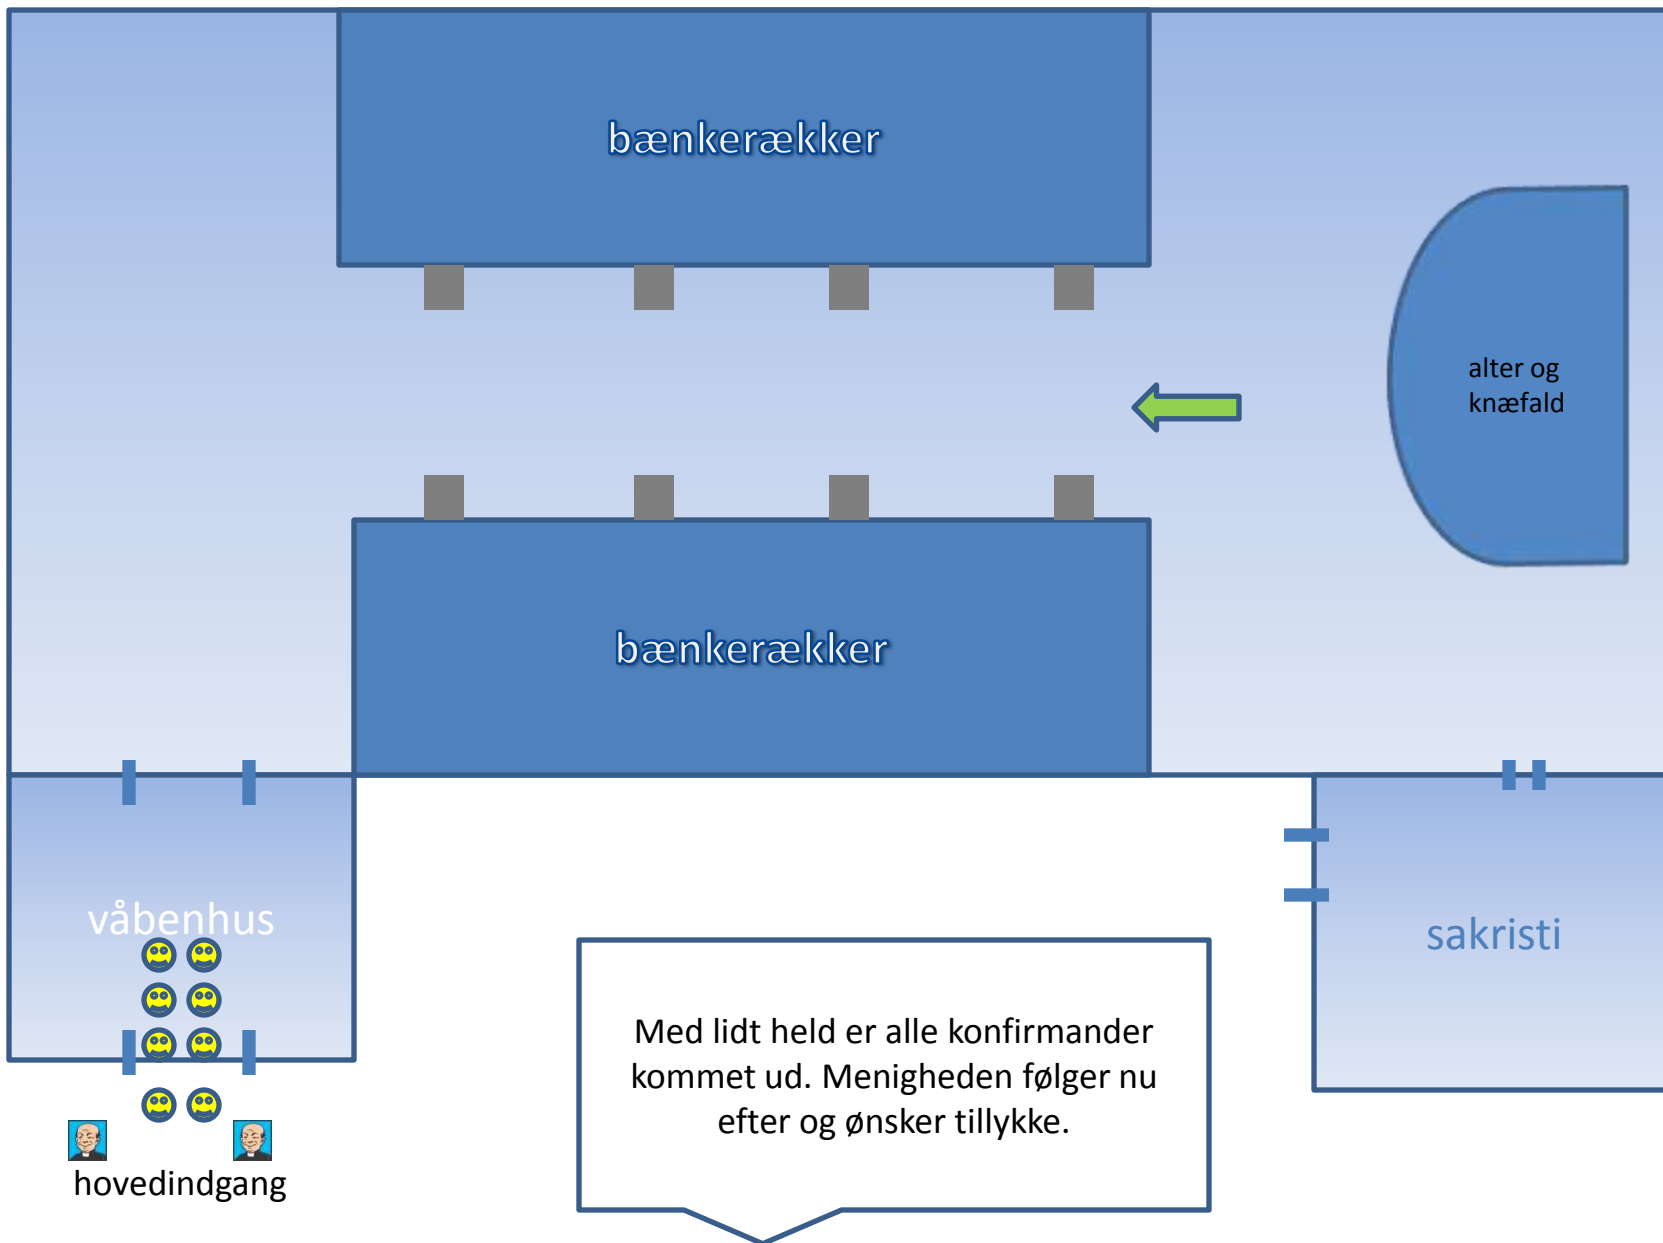 bænkerækker
alter og
knæfald
bænkerækker
våbenhus
sakristi
Med lidt held er alle konfirmander
kommet ud. Menigheden følger nu
efter og ønsker tillykke.
hovedindgang